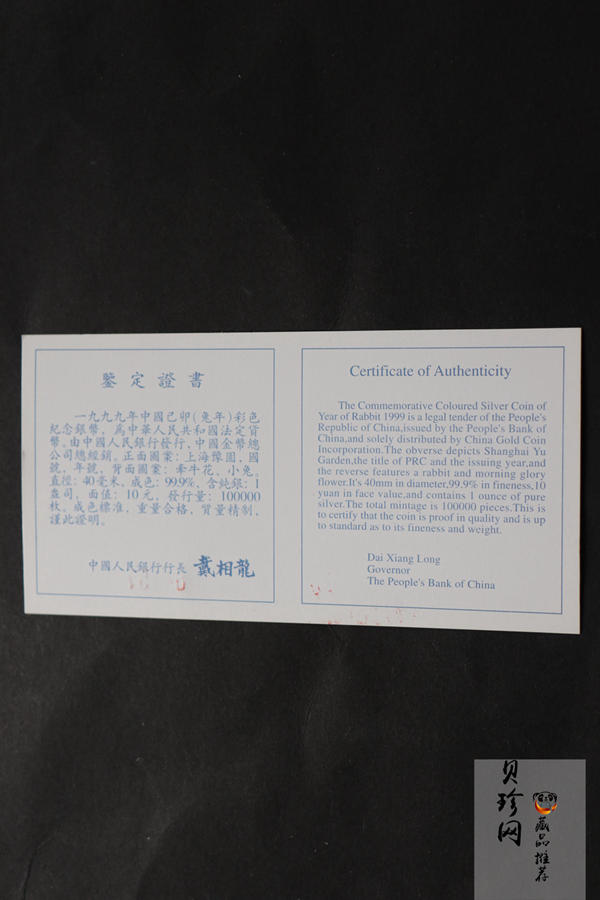 鑒定證書
一九九九年中國己卯(兔年)彩色
紀念銀幣，爲中華人民共和國法定貨
幣。由中國人民銀行發行，中國金幣總
公司總經銷。正面圖案：上海豫園，國
號，年號，背面圖案：牽牛花、小兔。
直徑：40毫米，成色：99.9%，含純銀：1
盎司，面值：10元，發行量：100000
枚。成色標准，重量合格，質量精制，
謹此證明。
中國人民銀行行長 戴相龍
Certificate of Authenticity
The Commemorative Coloured Silver Coin of
Year of Rabbit 1999 is a legal tender of the People's
Republic of China,issued by the People's Bank of
China,and solely distributed by China Gold Coin
Incorporation.The obverse depicts Shanghai Yu
Garden,the title of PRC and the issuing year,and
the reverse features a rabbit and morning glory
flower.It's 40mm in diameter,99.9% in fineness,10
yuan in face value,and contains 1 ounce of pure
silver.The total mintage is 100000 pieces.This is
to certify that the coin is proof in quality and is up
to standard as to its fineness and weight.
Dai Xiang Long
Governor
The People's Bank of China
贝珍网
藏品推荐